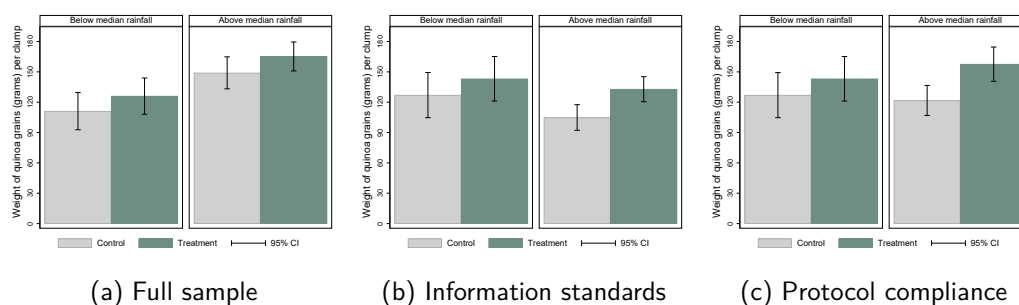 Below median rainfall Above median rainfall
Weight of quinoa grains (grams) per clump
0 30 60 90 120 150 180
Control Treatment 95% CI
(a) Full sample
Below median rainfall Above median rainfall
Weight of quinoa grains (grams) per clump
0 30 60 90 120 150 180
Control Treatment 95% CI
(b) Information standards
Below median rainfall Above median rainfall
Weight of quinoa grains (grams) per clump
0 30 60 90 120 150 180
Control Treatment 95% CI
(c) Protocol compliance